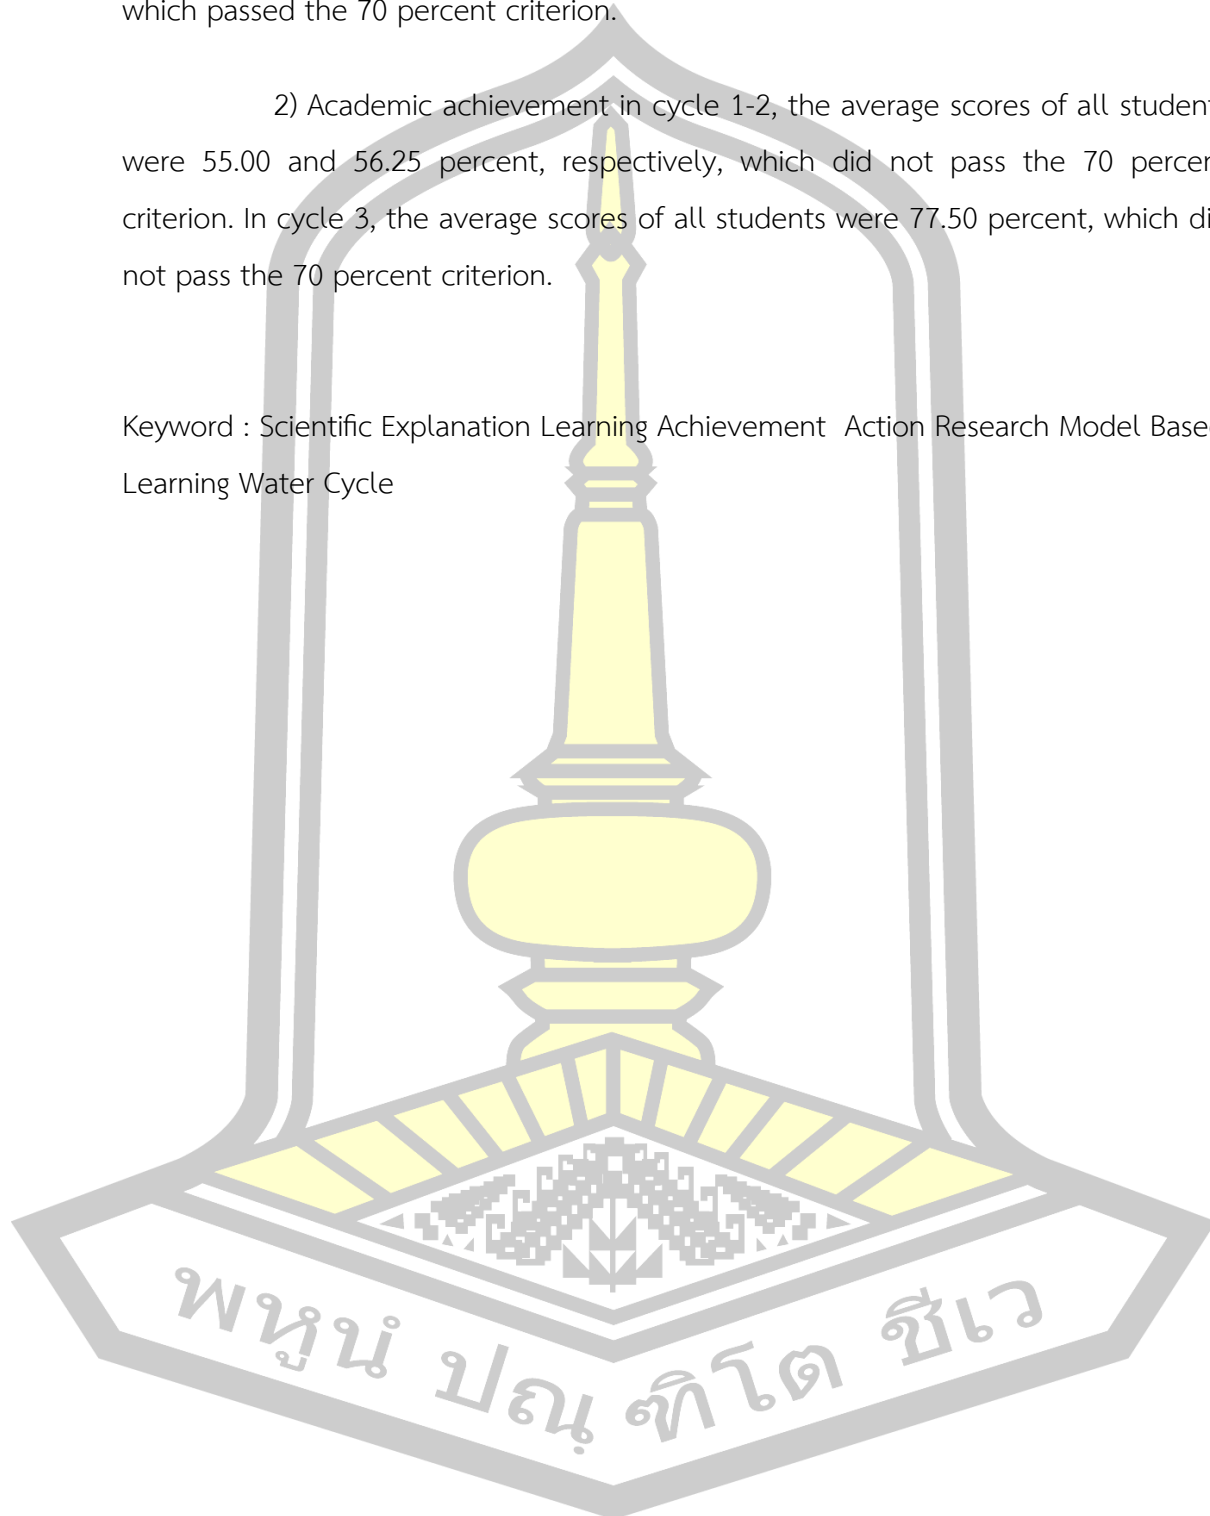 which passed the 70 percent criterion.
2) Academic achievement in cycle 1-2, the average scores of all student
were 55.00 and 56.25 percent, respectively, which did not pass the 70 percen
criterion. In cycle 3, the average scores of all students were 77.50 percent, which di
not pass the 70 percent criterion.
Keyword : Scientific Explanation Learning Achievement Action Research Model Base
Learning Water Cycle
พหูนํ ปณฺ ฑิโต ชีเว